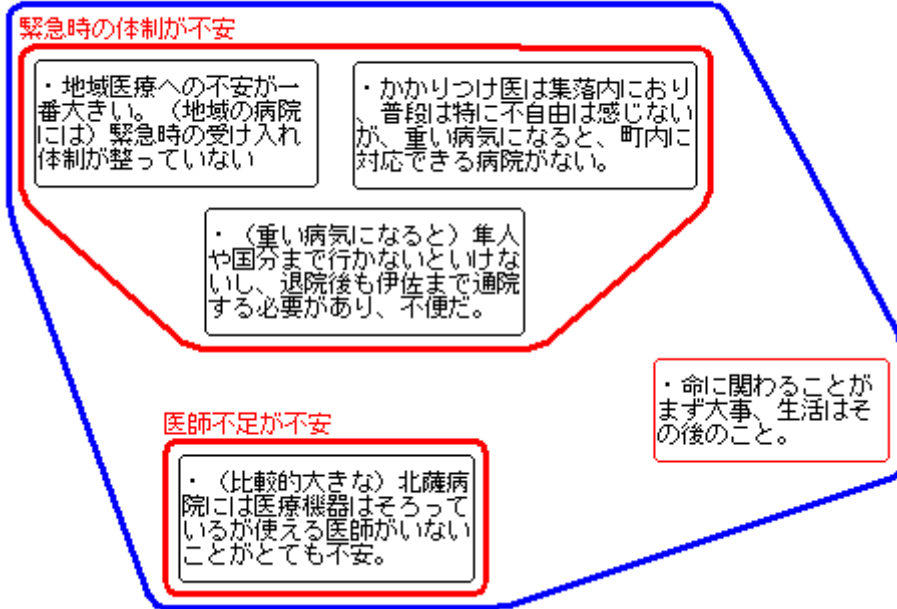 緊急時の体制が不安
・地域医療への不安が一
番大きい。（地域の病院
には）緊急時の受け入れ
体制が整っていない
・かかりつけ医は集落内におり
、普段は特に不自由は感じない
が、重い病気になると、町内に
対応できる病院がない。
・（重い病気になると）隼人
や国分まで行かないといけな
いし、退院後も伊佐まで通院
する必要があり、不便だ。
・命に関わることが
まず大事、生活はそ
の後のこと。
医師不足が不安
・（比較的大きな）北薩病
院には医療機器はそろって
いるが使える医師がいない
ことがとても不安。